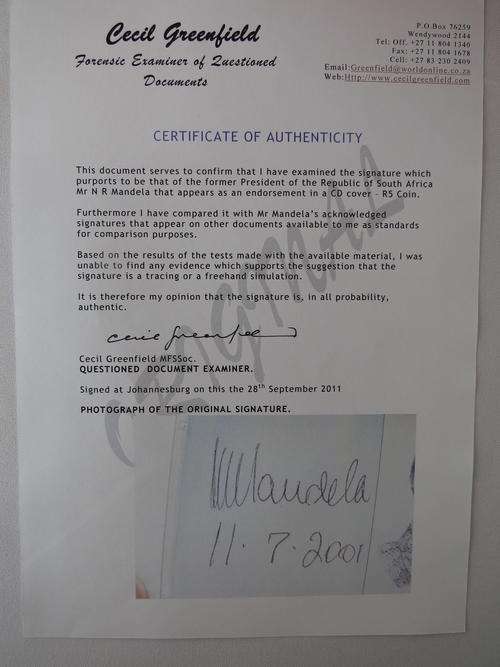 Cecil Greenfield
Forensic Examiner of Questioned
Documents
P.O Box 76259
Wendywood 2144
Tel: Off. +27 11 804 1340
Fax: +27 11 804 1678
Cell: +27 83 230 2409
Email:Greenfield@worldonline.co.za
Web:Http://www.cecilgreenfield.com
CERTIFICATE OF AUTHENTICITY
This document serves to confirm that I have examined the signature which
purports to be that of the former President of the Republic of South Africa
Mr N R Mandela that appears as an endorsement in a CD cover - R5 Coin.
Furthermore I have compared it with Mr Mandela's acknowledged
signatures that appear on other documents available to me as standards
for comparison purposes.
Based on the results of the tests made with the available material, I was
unable to find any evidence which supports the suggestion that the
signature is a tracing or a freehand simulation.
It is therefore my opinion that the signature is, in all probability,
authentic.
Cecil Greenfield
Cecil Greenfield MFSSoc.
QUESTIONED DOCUMENT EXAMINER.
Signed at Johannesburg on this the 28th September 2011
PHOTOGRAPH OF THE ORIGINAL SIGNATURE.
Mandela
11.7.2001